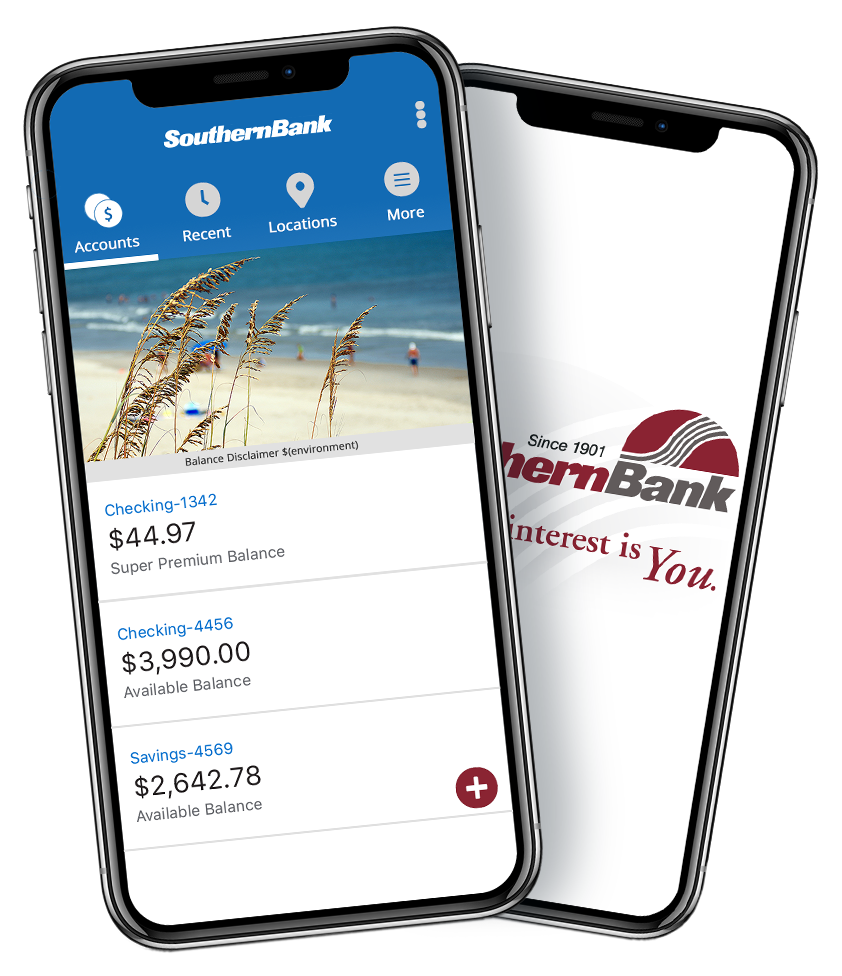 SouthernBank
Accounts
Recent
Locations
More
Balance Disclaimer $(environment)
Checking-1342
$44.97
Super Premium Balance
Checking-4456
$3,990.00
Available Balance
Savings-4569
$2,642.78
Available Balance
Since 1901
hernBank
interest is You.